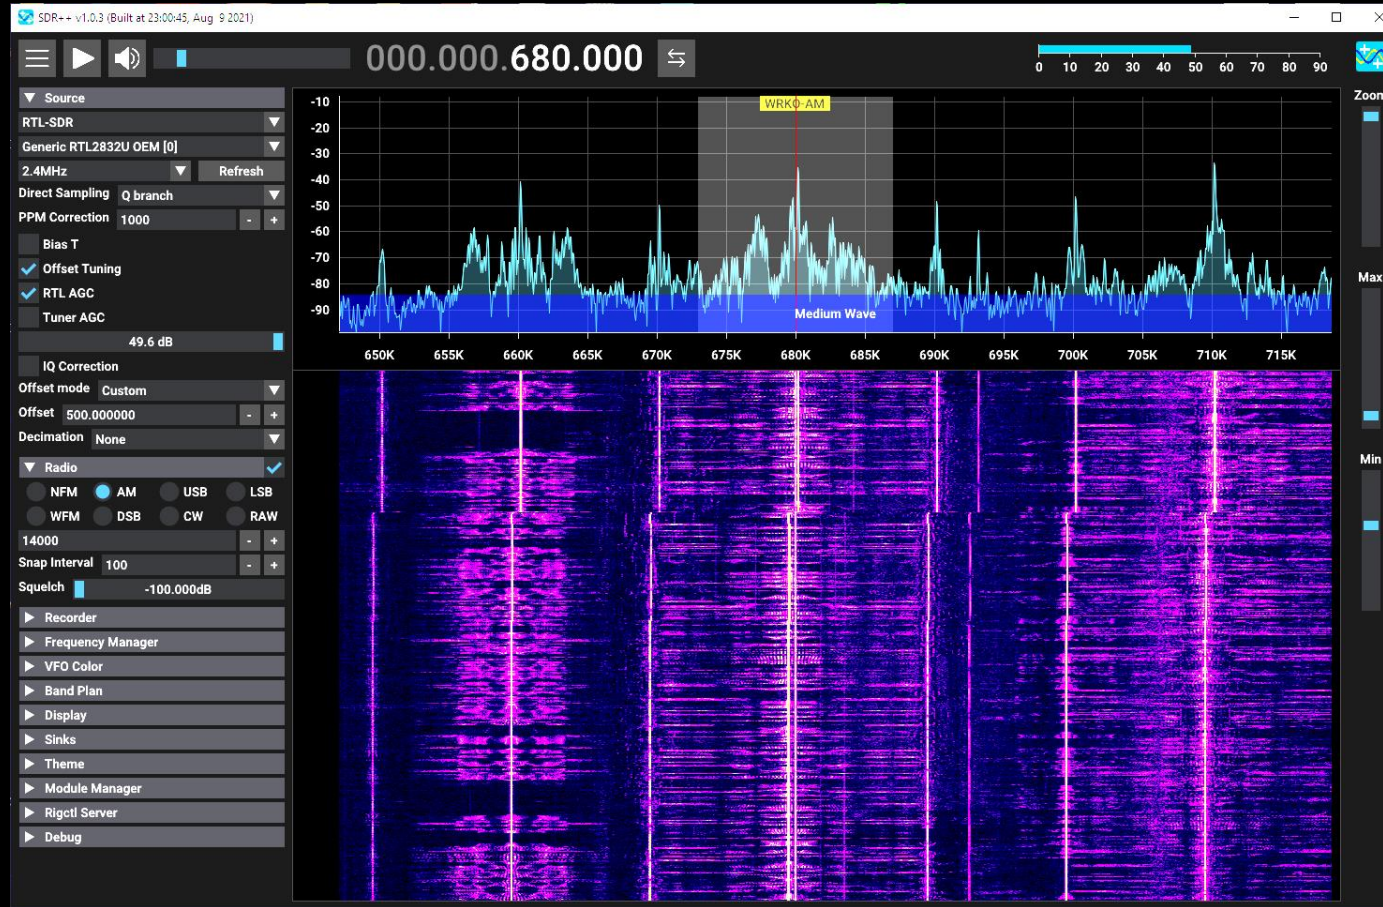 SDR++ v1.0.3 (Built at 23:00:45, Aug 9 2021)
000.000.680.000
0 10 20 30 40 50 60 70 80 90
Source
RTL-SDR
Generic RTL2832U OEM [0]
2.4MHz Refresh
Direct Sampling Q branch
PPM Correction 1000 - +
Bias T
Offset Tuning
RTL AGC
Tuner AGC
49.6 dB
IQ Correction
Offset mode Custom
Offset 500.000000 - +
Decimation None
Radio
NFM AM USB LSB
WFM DSB CW RAW
14000 - +
Snap Interval 100 - +
Squelch -100.000dB
Recorder
Frequency Manager
VFO Color
Band Plan
Display
Sinks
Theme
Module Manager
Rigctl Server
Debug
WRKO-AM
-10
-20
-30
-40
-50
-60
-70
-80
-90
Medium Wave
650K 655K 660K 665K 670K 675K 680K 685K 690K 695K 700K 705K 710K 715K
Zoom
Max
Min